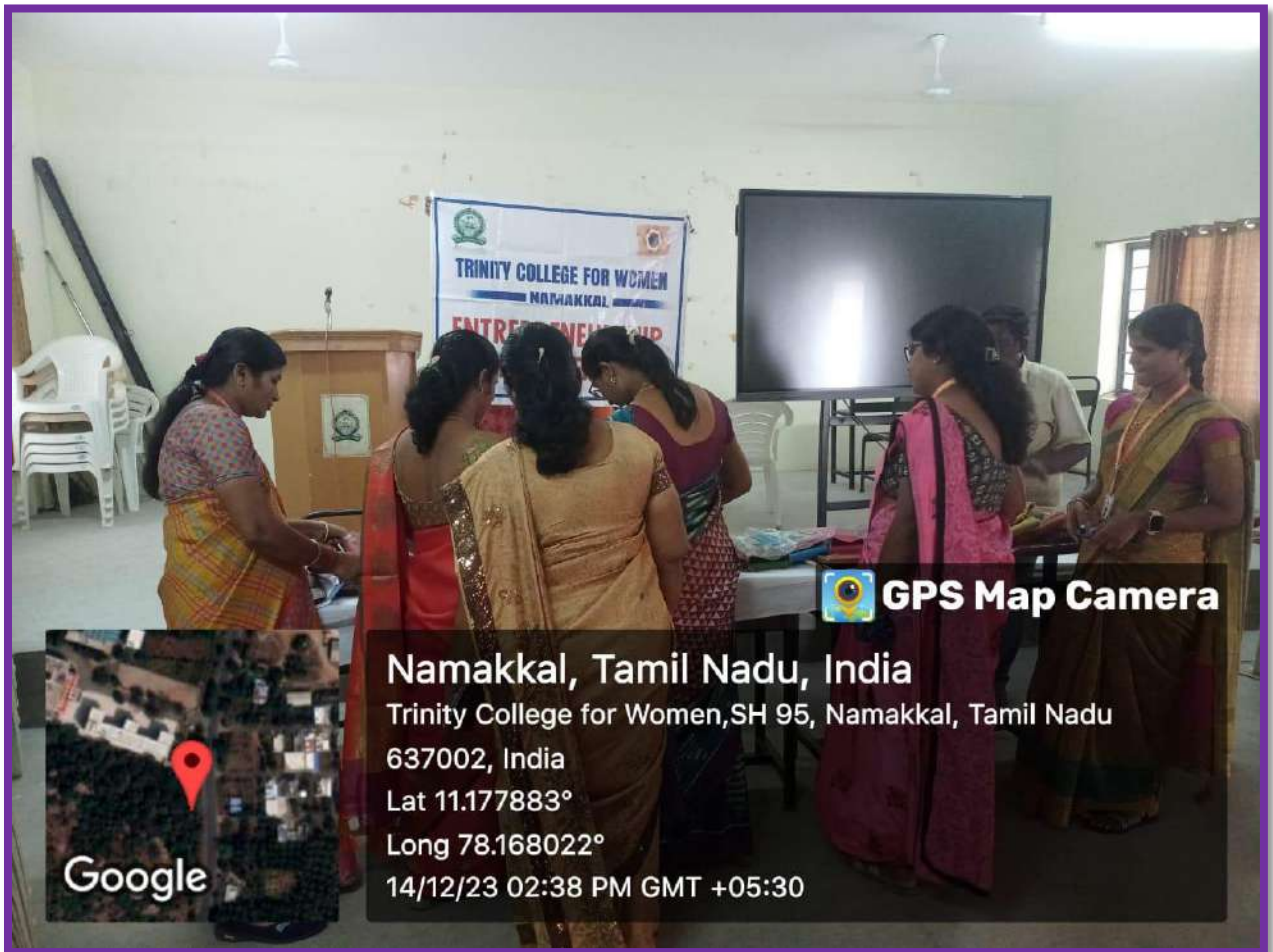 TRINITY COLLEGE FOR WOMEN
NAMAKKAL
GPS Map Camera
Namakkal, Tamil Nadu, India
Trinity College for Women,SH 95, Namakkal, Tamil Nadu
637002, India
Lat 11.177883°
Long 78.168022°
14/12/23 02:38 PM GMT +05:30
Google